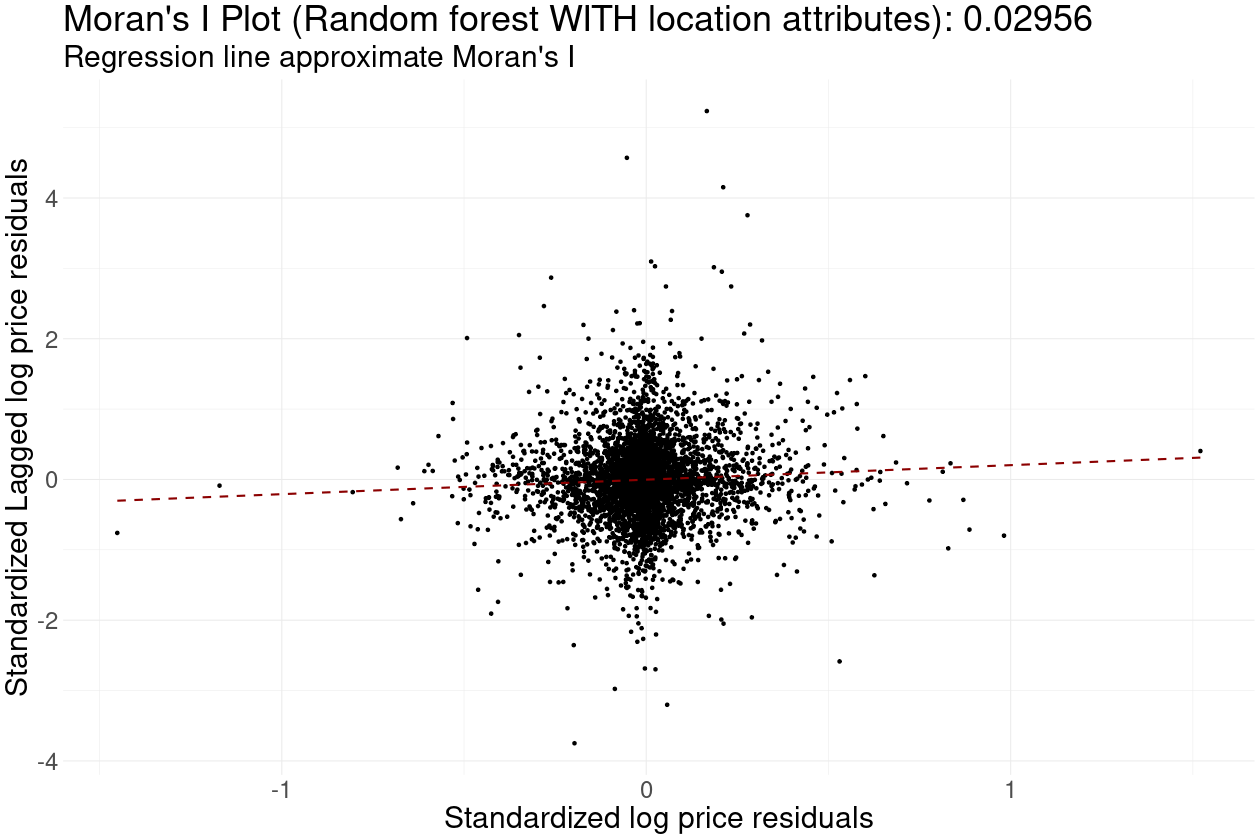 Moran's I Plot (Random forest WITH location attributes): 0.02956
Regression line approximate Moran's I
Standardized Lagged log price residuals
4
2
0
-2
-4
-1
0
1
Standardized log price residuals